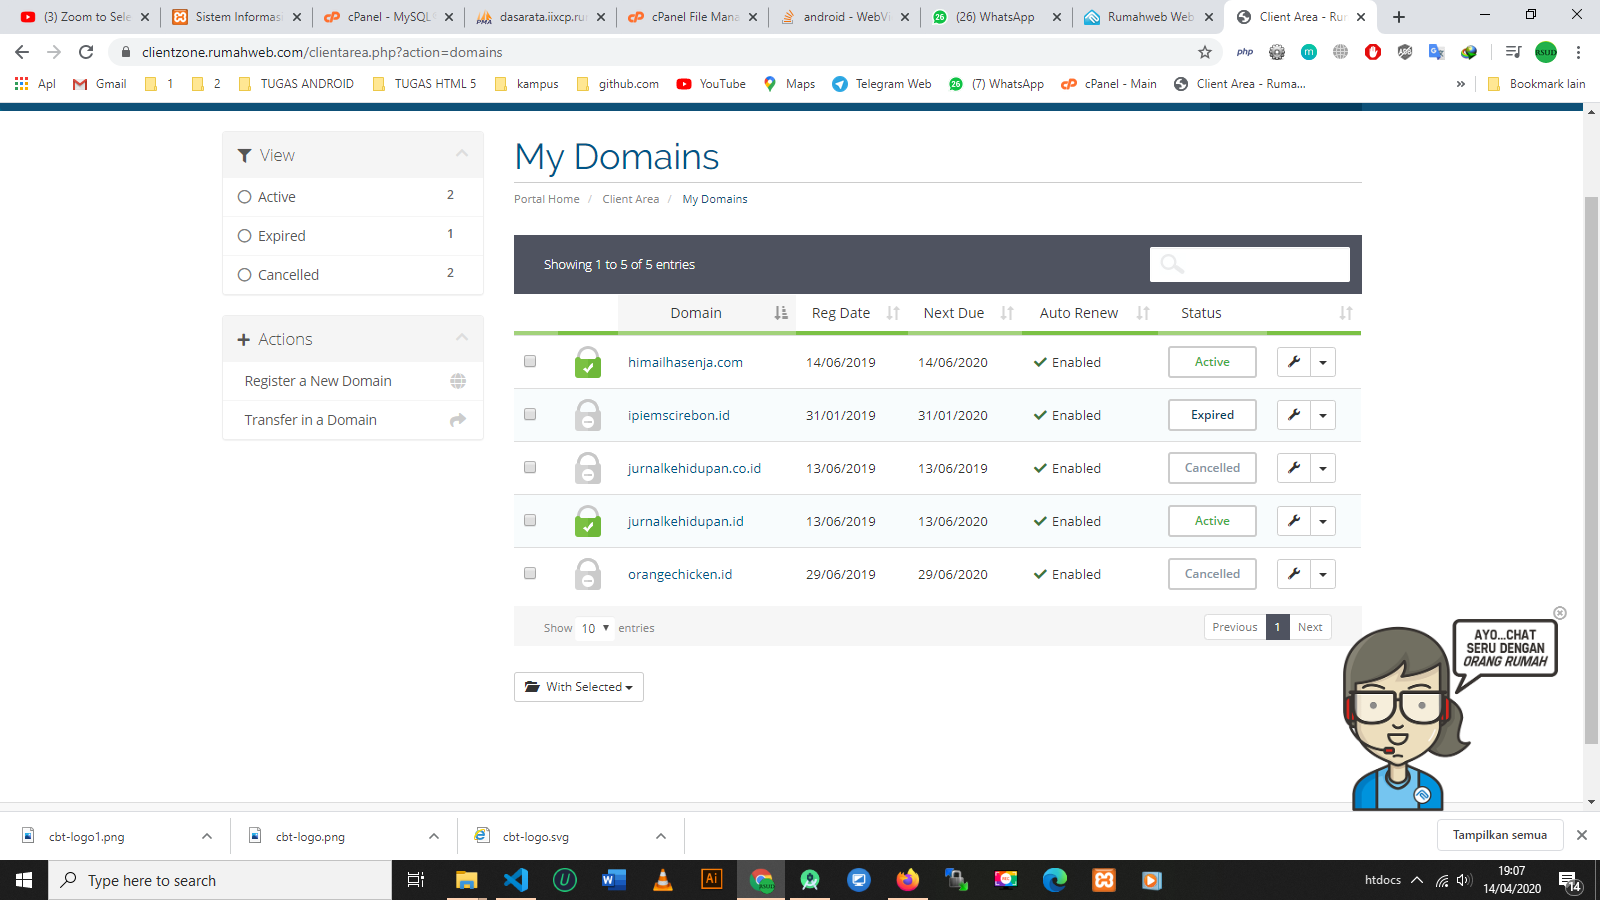 (3) Zoom to Sele
Sistem Informasi
cPanel - MySQL
dasarata.iixcp.ru
cPanel File Mana
android - WebVi
(26) WhatsApp
Rumahweb Web
Client Area - Ru
clientzone.rumahweb.com/clientarea.php?action=domains
Apl
Gmail
1
2
TUGAS ANDROID
TUGAS HTML 5
kampus
github.com
YouTube
Maps
Telegram Web
(7) WhatsApp
cPanel - Main
Client Area - Ruma...
Bookmark lain
View
Active 2
Expired 1
Cancelled 2
Actions
Register a New Domain
Transfer in a Domain
My Domains
Portal Home / Client Area / My Domains
Showing 1 to 5 of 5 entries
Domain Reg Date Next Due Auto Renew Status
himailhasenja.com 14/06/2019 14/06/2020 Enabled Active
ipiemscirebon.id 31/01/2019 31/01/2020 Enabled Expired
jurnalkehidupan.co.id 13/06/2019 13/06/2019 Enabled Cancelled
jurnalkehidupan.id 13/06/2019 13/06/2020 Enabled Active
orangechicken.id 29/06/2019 29/06/2020 Enabled Cancelled
Show 10 entries
Previous 1 Next
With Selected
AYO...CHAT
SERU DENGAN
ORANG RUMAH
cbt-logo1.png
cbt-logo.png
cbt-logo.svg
Tampilkan semua
Type here to search
htdocs
19:07
14/04/2020
14